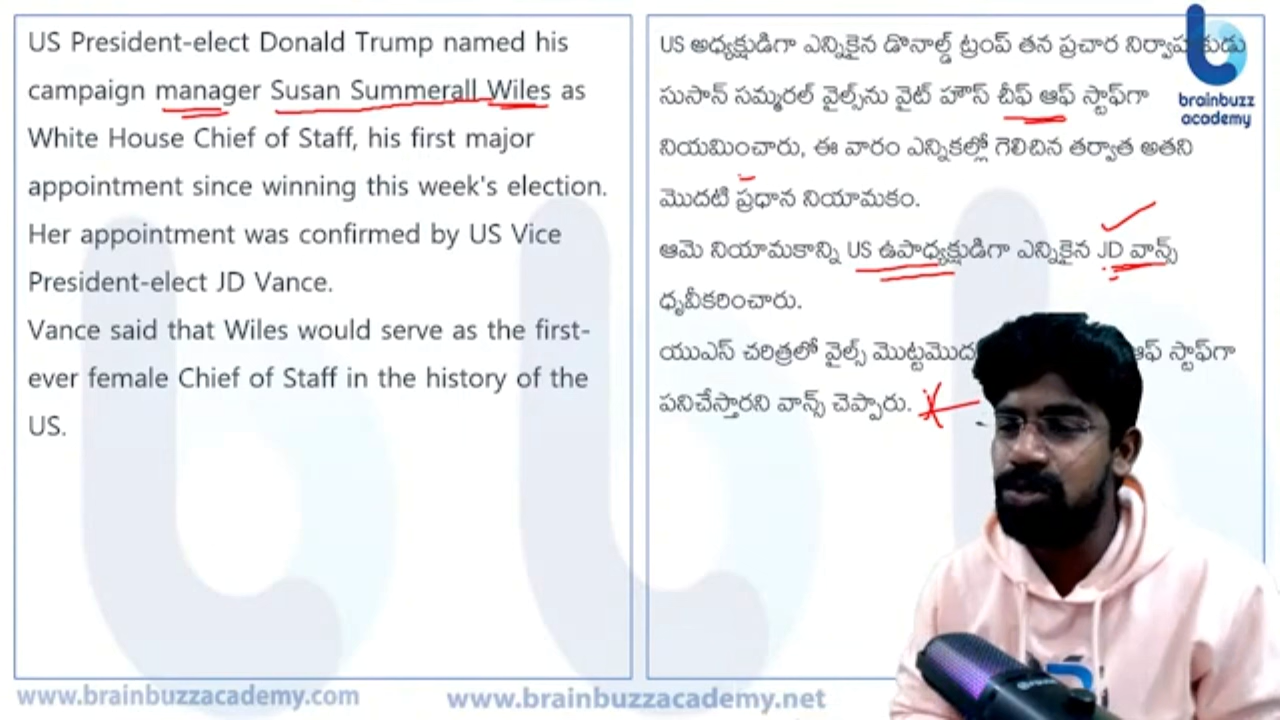 US President-elect Donald Trump named his
campaign manager Susan Summerall Wiles as
White House Chief of Staff, his first major
appointment since winning this week's election.
Her appointment was confirmed by US Vice
President-elect JD Vance.
Vance said that Wiles would serve as the first-
ever female Chief of Staff in the history of the
US.
US అధ్యక్షుడిగా ఎన్నికైన డొనాల్డ్ ట్రంప్ తన ప్రచార నిర్వాహకుడు
సుసాన్ సమ్మరల్ వైల్స్‌ను వైట్ హౌస్ చీఫ్ ఆఫ్ స్టాఫ్‌గా
నియమించారు, ఈ వారం ఎన్నికల్లో గెలిచిన తర్వాత అతని
మొదటి ప్రధాన నియామకం.
ఆమె నియామకాన్ని US ఉపాధ్యక్షుడిగా ఎన్నికైన JD వాన్స్
ధృవీకరించారు.
యుఎస్ చరిత్రలో వైల్స్ ఆఫ్ స్టాఫ్‌గా
పనిచేస్తారని వాన్స్ చెప్పారు.
brainbuzz
academy
www.brainbuzzacademy.com
www.brainbuzzacademy.net